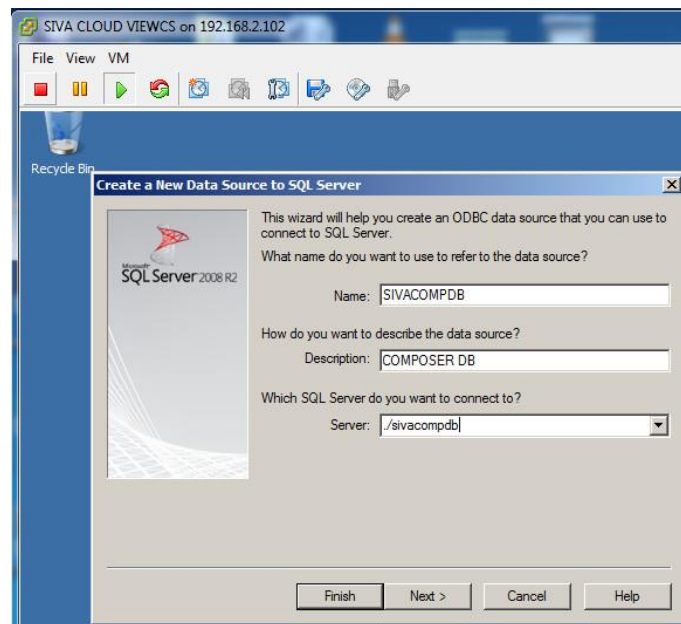 SIVA CLOUD VIEWCS on 192.168.2.102
File View VM
Recycle Bin
Create a New Data Source to SQL Server
This wizard will help you create an ODBC data source that you can use to
connect to SQL Server.
What name do you want to use to refer to the data source?
Microsoft
SQL Server 2008 R2
Name: SIVACOMPDB
How do you want to describe the data source?
Description: COMPOSER DB
Which SQL Server do you want to connect to?
Server: ./sivacompdb
Finish Next > Cancel Help